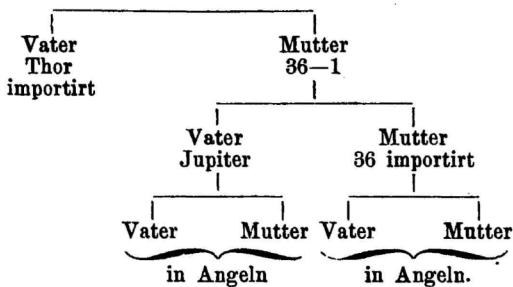 Vater Mutter
Thor 36—1
importirt
Vater Mutter
Jupiter 36 importirt
Vater Mutter Vater Mutter
in Angeln in Angeln.